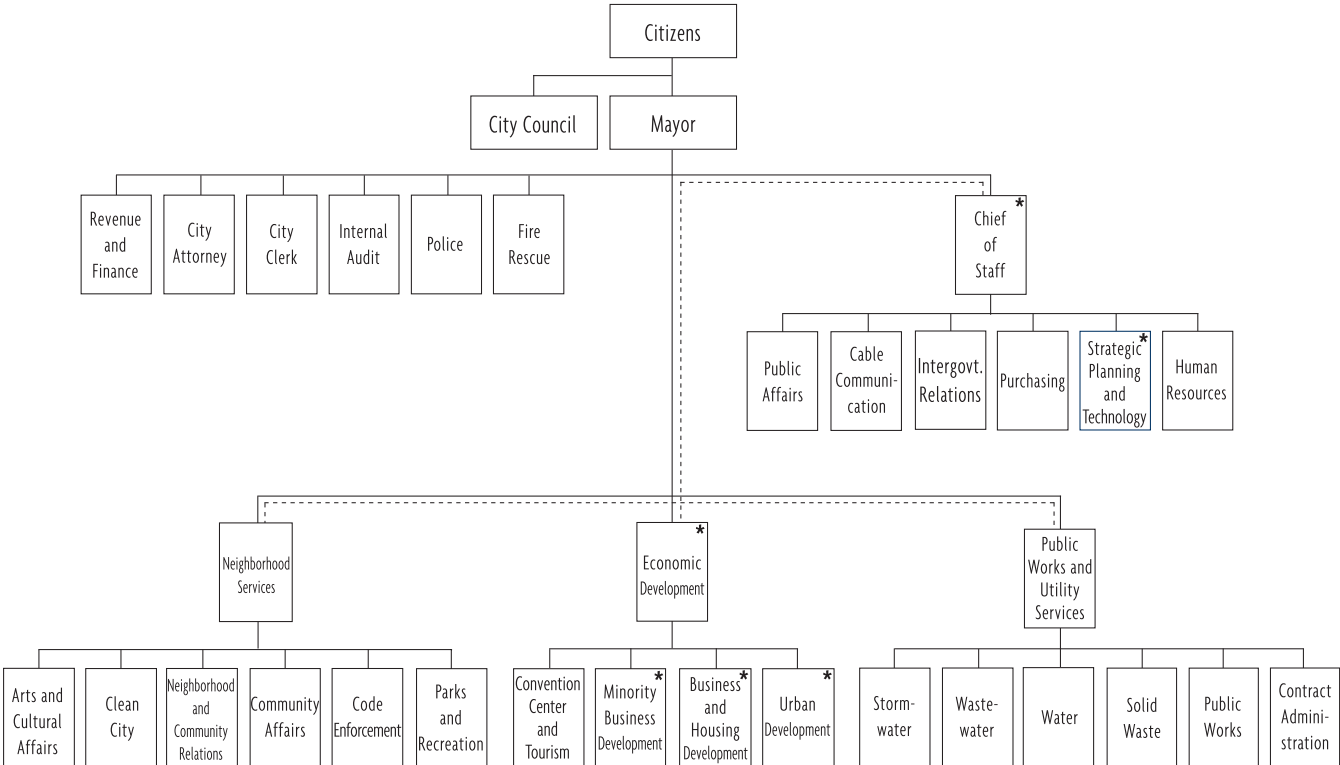 Citizens
City Council
Mayor
Revenue
and
Finance
City
Attorney
City
Clerk
Internal
Audit
Police
Fire
Rescue
*
Chief
of
Staff
Public
Affairs
Cable
Communi-
cation
Intergovt.
Relations
Purchasing
Strategic*
Planning
and
Technology
Human
Resources
Neighborhood
Services
*
Economic
Development
Public
Works and
Utility
Services
Arts and
Cultural
Affairs
Clean
City
Neighborhood
and
Community
Relations
Community
Affairs
Code
Enforcement
Parks
and
Recreation
Convention
Center
and
Tourism
*
Minority
Business
Development
Business*
and
Housing
Development
*
Urban
Development
Storm-
water
Waste-
water
Water
Solid
Waste
Public
Works
Contract
Admini-
stration